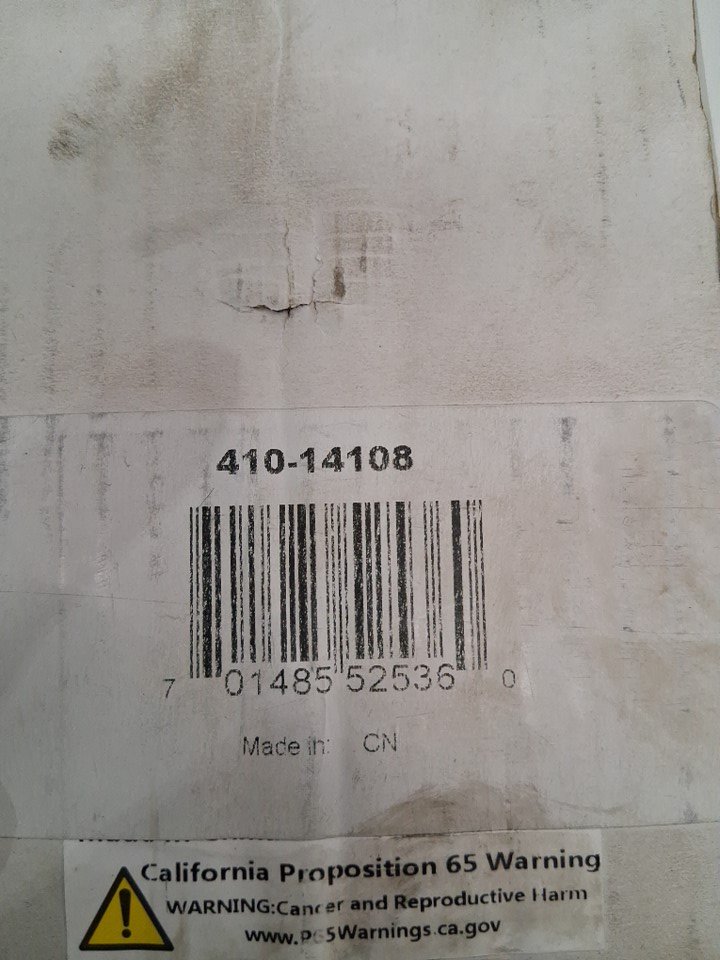 410-14108
7 01485 52536 0
Made in: CN
California Proposition 65 Warning
WARNING:Cancer and Reproductive Harm
www.P65Warnings.ca.gov